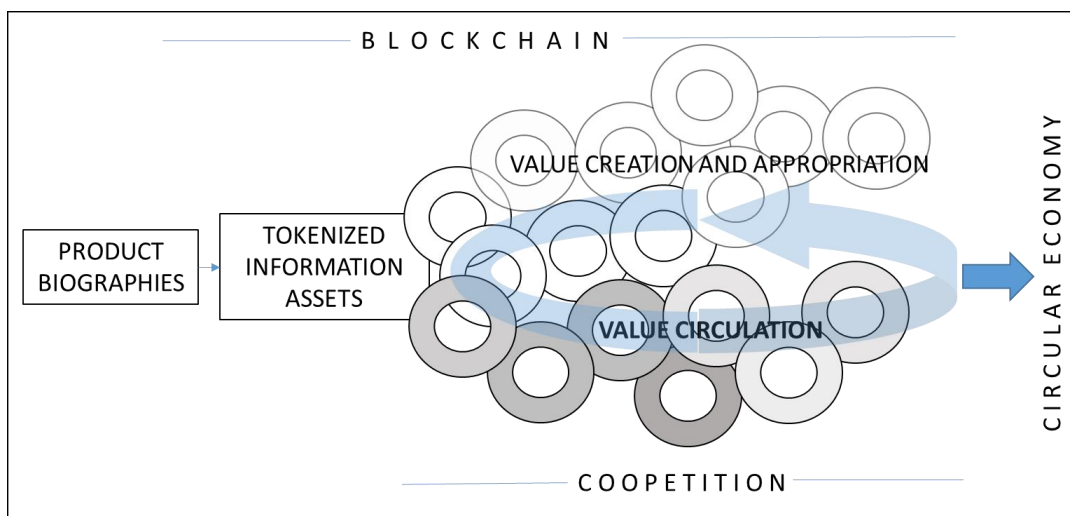 BLOCKCHAIN
VALUE CREATION AND APPROPRIATION
PRODUCT
BIOGRAPHIES
TOKENIZED
INFORMATION
ASSETS
VALUE CIRCULATION
CIRCULAR ECONOMY
COOPETITION